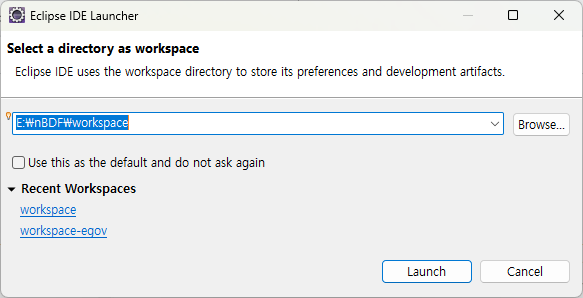 Eclipse IDE Launcher
Select a directory as workspace
Eclipse IDE uses the workspace directory to store its preferences and development artifacts.
E:₩nBDF₩workspace
Browse...
Use this as the default and do not ask again
Recent Workspaces
workspace
workspace-egov
Launch
Cancel